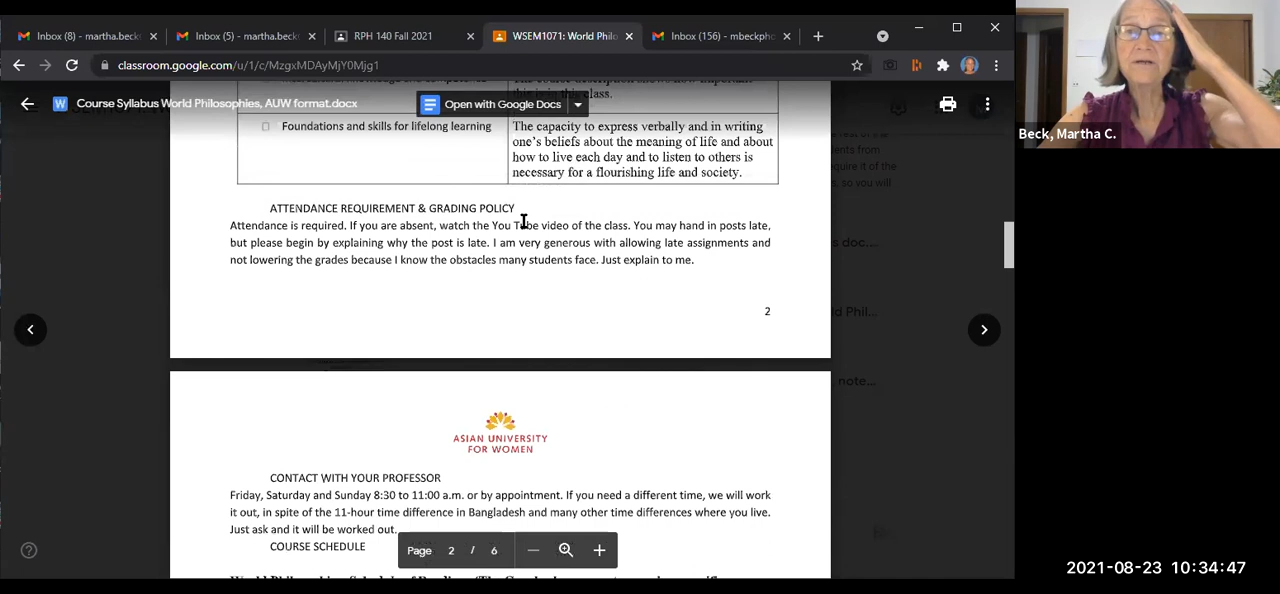 Inbox (8) - martha.beck
Inbox (5) - martha.beck
RPH 140 Fall 2021
WSEM1071: World Philo
Inbox (156) - mbeckph
classroom.google.com/u/1/c/MzgxMDAyMjY0Mjg1
Course Syllabus World Philosophies, AUW format.docx
Open with Google Docs
this is in this class.
Foundations and skills for lifelong learning
The capacity to express verbally and in writing
one's beliefs about the meaning of life and about
how to live each day and to listen to others is
necessary for a flourishing life and society.
ATTENDANCE REQUIREMENT & GRADING POLICY
Attendance is required. If you are absent, watch the You Tube video of the class. You may hand in posts late,
but please begin by explaining why the post is late. I am very generous with allowing late assignments and
not lowering the grades because I know the obstacles many students face. Just explain to me.
2
ASIAN UNIVERSITY
FOR WOMEN
CONTACT WITH YOUR PROFESSOR
Friday, Saturday and Sunday 8:30 to 11:00 a.m. or by appointment. If you need a different time, we will work
it out, in spite of the 11-hour time difference in Bangladesh and many other time differences where you live.
Just ask and it will be worked out.
COURSE SCHEDULE
Page 2 / 6
Beck, Martha C.
2021-08-23 10:34:47